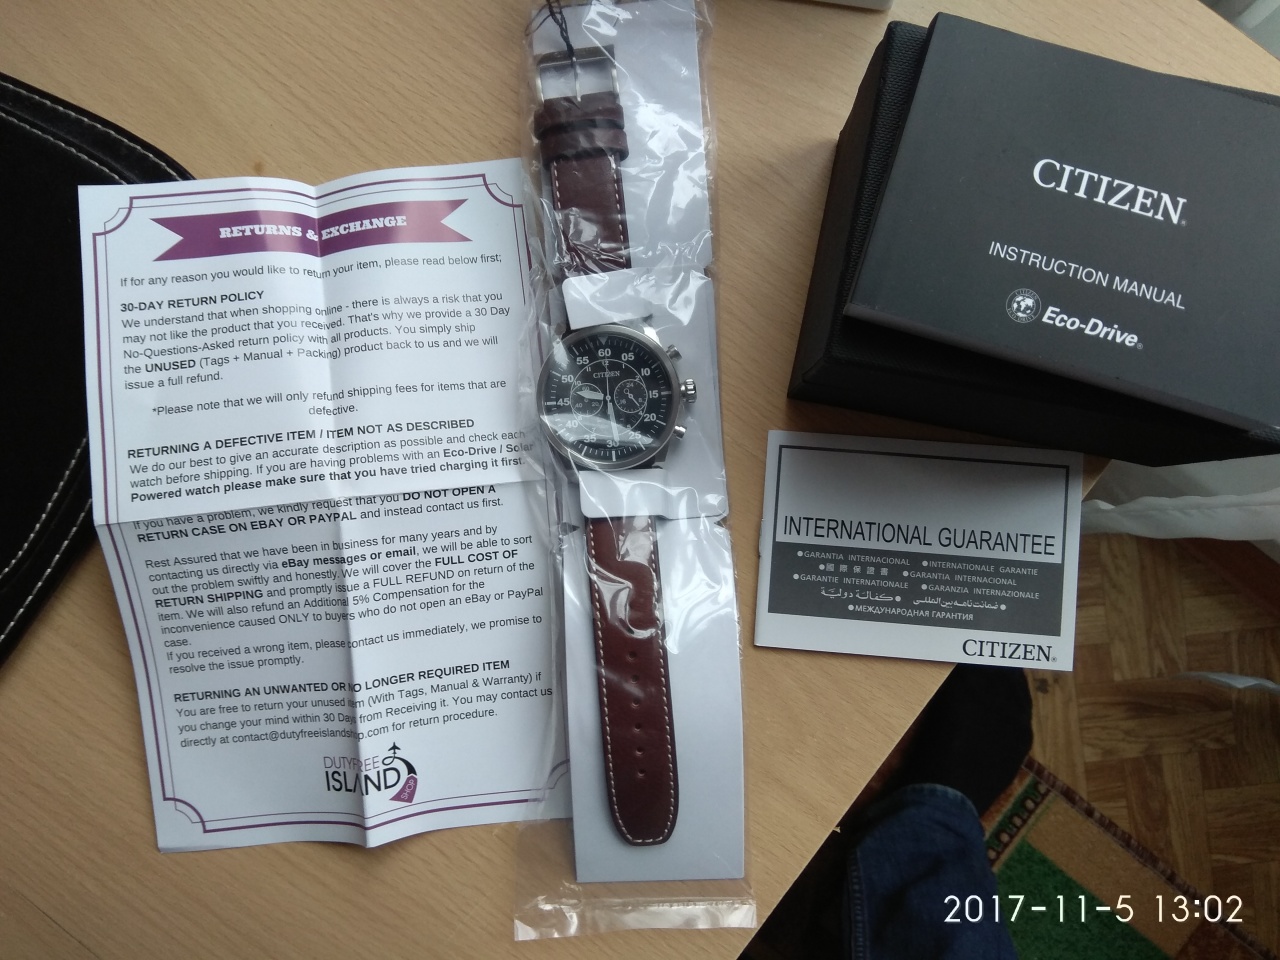 RETURNS & EXCHANGE
If for any reason you would like to return your item, please read below first;
30-DAY RETURN POLICY
We understand that when shopping online - there is always a risk that you
may not like the product that you received. That's why we provide a 30 Day
No-Questions-Asked return policy with all products. You simply ship
the UNUSED (Tags + Manual + Packing) product back to us and we will
issue a full refund.
*Please note that we will only refund shipping fees for items that are
defective.
RETURNING A DEFECTIVE ITEM / ITEM NOT AS DESCRIBED
We do our best to give an accurate description as possible and check each
watch before shipping. If you are having problems with an Eco-Drive / Solar
Powered watch please make sure that you have tried charging it first.
If you have a problem, we kindly request that you DO NOT OPEN A
RETURN CASE ON EBAY OR PAYPAL and instead contact us first.
Rest Assured that we have been in business for many years and by
contacting us directly via eBay messages or email, we will be able to sort
out the problem swiftly and honestly. We will cover the FULL COST OF
RETURN SHIPPING and promptly issue a FULL REFUND on return of the
item. We will also refund an Additional 5% Compensation for the
inconvenience caused ONLY to buyers who do not open an eBay or PayPal
case.
If you received a wrong item, please contact us immediately, we promise to
resolve the issue promptly.
RETURNING AN UNWANTED OR NO LONGER REQUIRED ITEM
You are free to return your unused item (With Tags, Manual & Warranty) if
you change your mind within 30 Days from Receiving it. You may contact us
directly at contact@dutyfreeislandshop.com for return procedure.
DUTYFREE
ISLAND
SHOP
60
05
10
15
20
25
30
35
40
45
50
55
CITIZEN
CITIZEN
INSTRUCTION MANUAL
Eco-Drive
INTERNATIONAL GUARANTEE
●GARANTIA INTERNACIONAL ●INTERNATIONALE GARANTIE
●國際保證書 ●GARANTIA INTERNACIONAL
●GARANTIE INTERNATIONALE ●GARANZIA INTERNAZIONALE
●كفالة دولية ●ضمانت نامه بین المللی
●МЕЖДУНАРОДНАЯ ГАРАНТИЯ
CITIZEN
2017-11-5 13:02